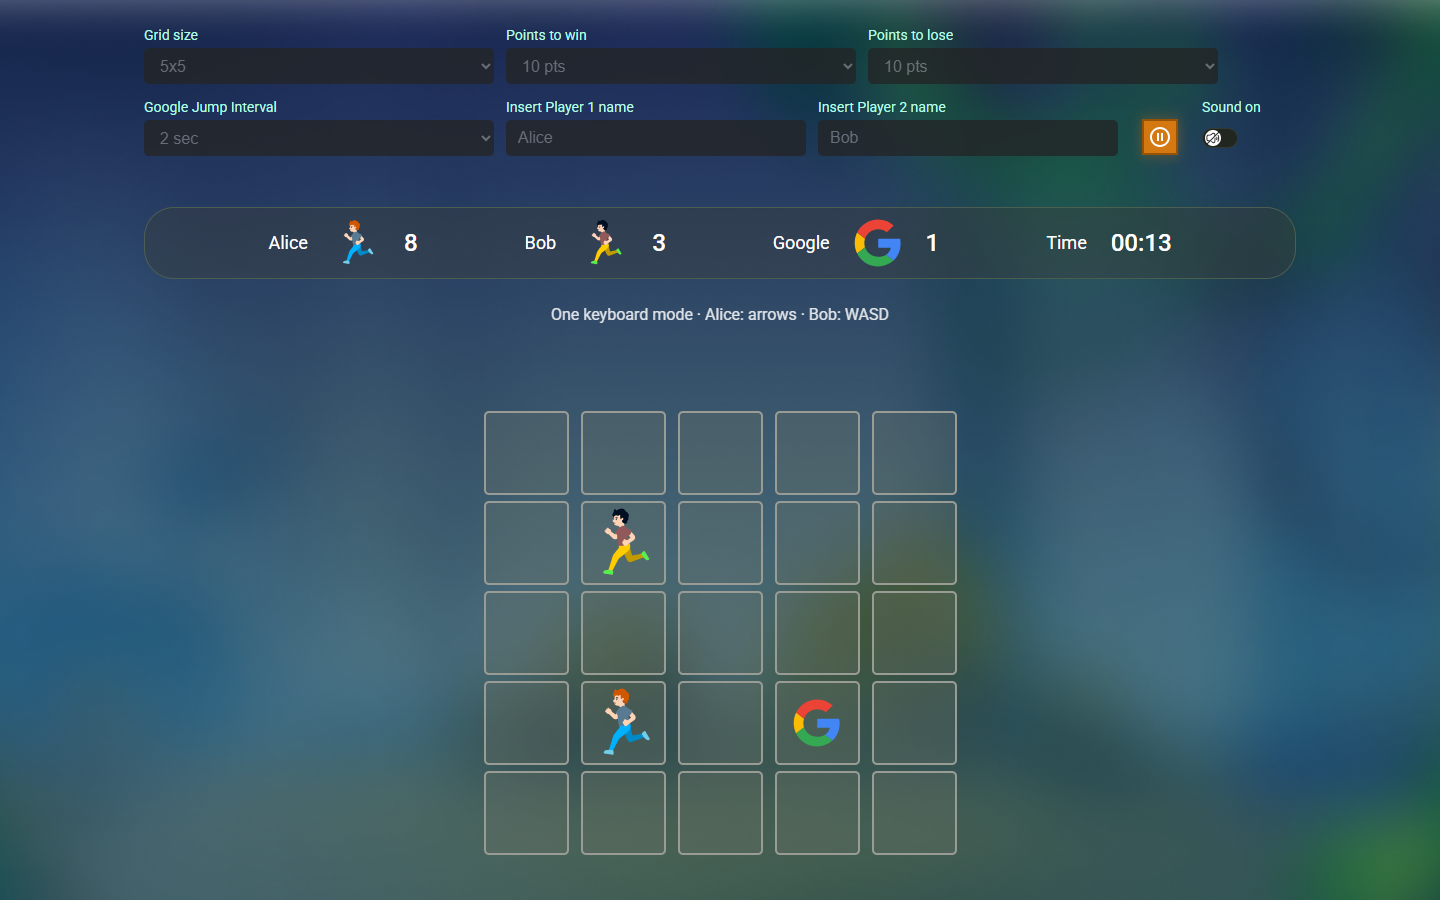 Grid size
Points to win
Points to lose
5x5
10 pts
10 pts
Google Jump Interval
Insert Player 1 name
Insert Player 2 name
Sound on
2 sec
Alice
Bob
Alice 8 Bob 3 Google 1 Time 00:13
One keyboard mode · Alice: arrows · Bob: WASD